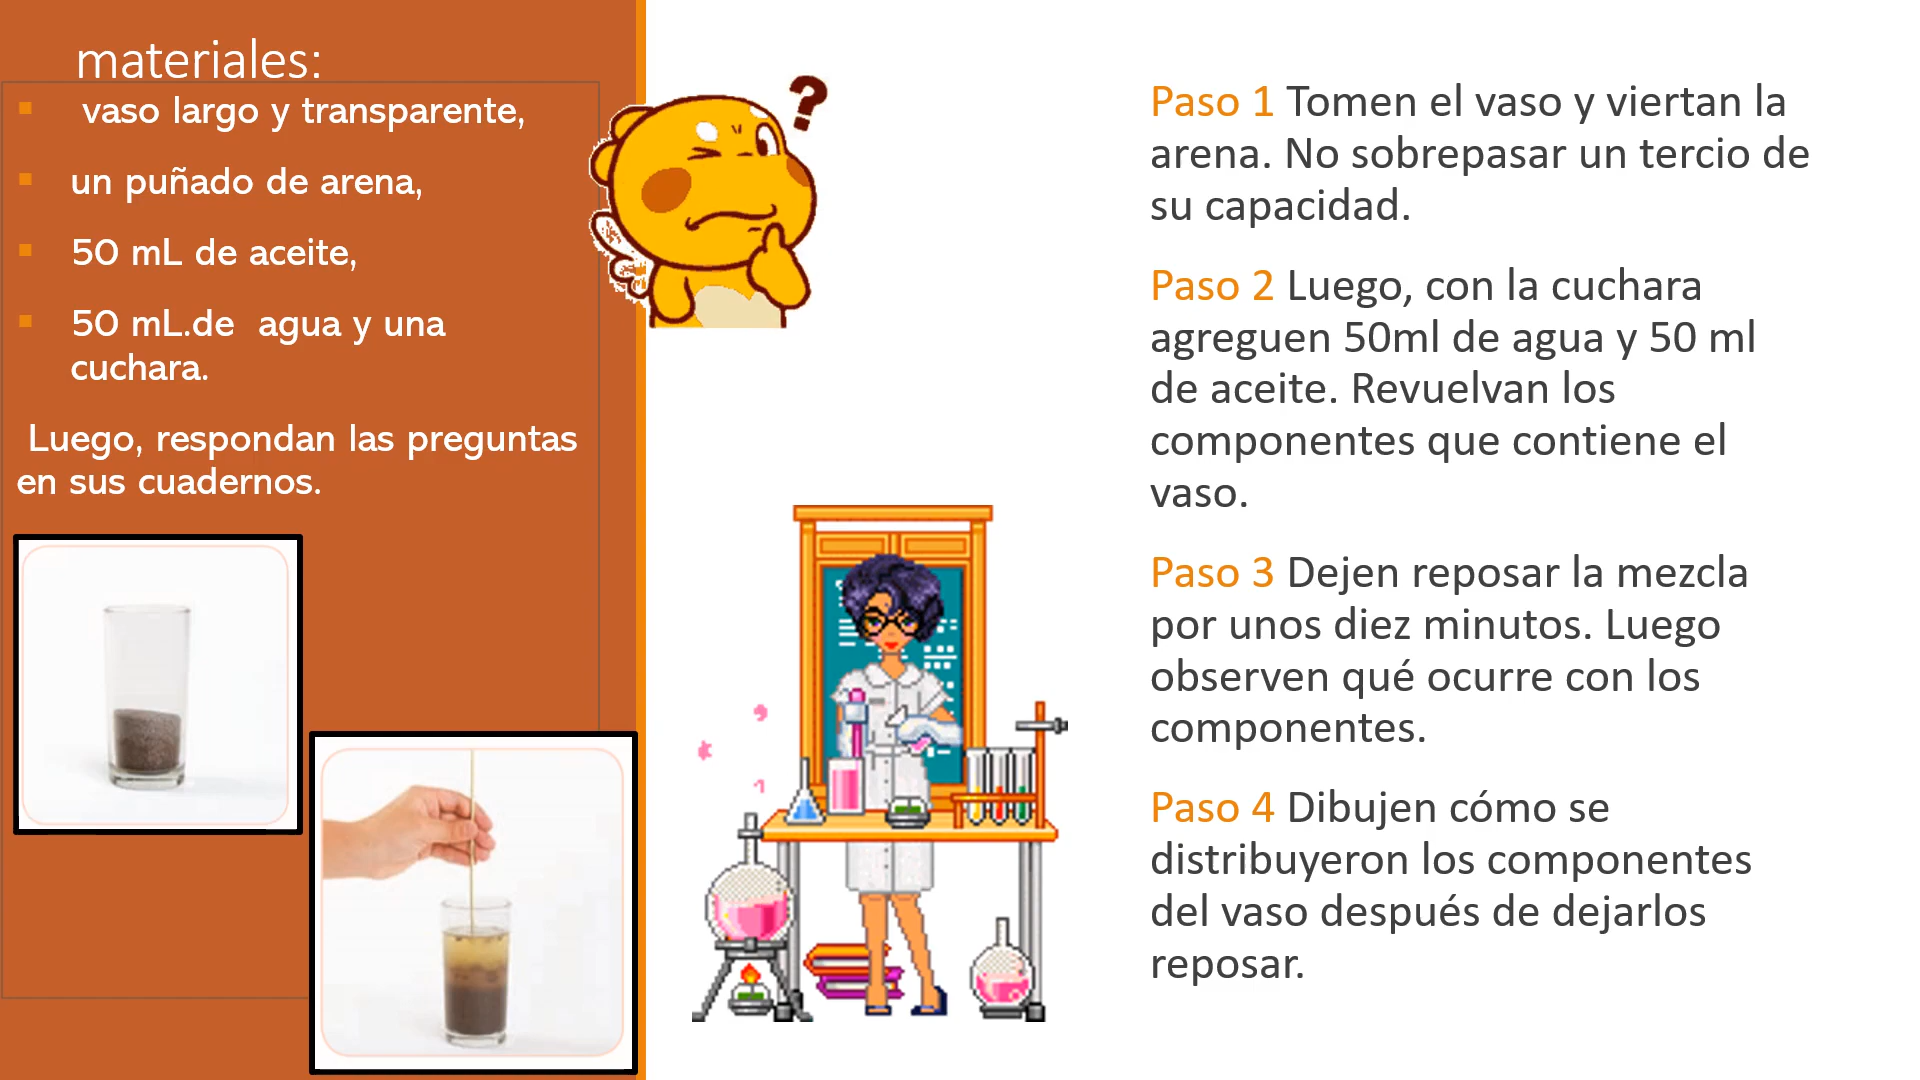 materiales:
vaso largo y transparente,
un puñado de arena,
50 mL de aceite,
50 mL.de  agua y una
cuchara.
Luego, respondan las preguntas
en sus cuadernos.
?
Paso 1 Tomen el vaso y viertan la
arena. No sobrepasar un tercio de
su capacidad.
Paso 2 Luego, con la cuchara
agreguen 50ml de agua y 50 ml
de aceite. Revuelvan los
componentes que contiene el
vaso.
Paso 3 Dejen reposar la mezcla
por unos diez minutos. Luego
observen qué ocurre con los
componentes.
Paso 4 Dibujen cómo se
distribuyeron los componentes
del vaso después de dejarlos
reposar.